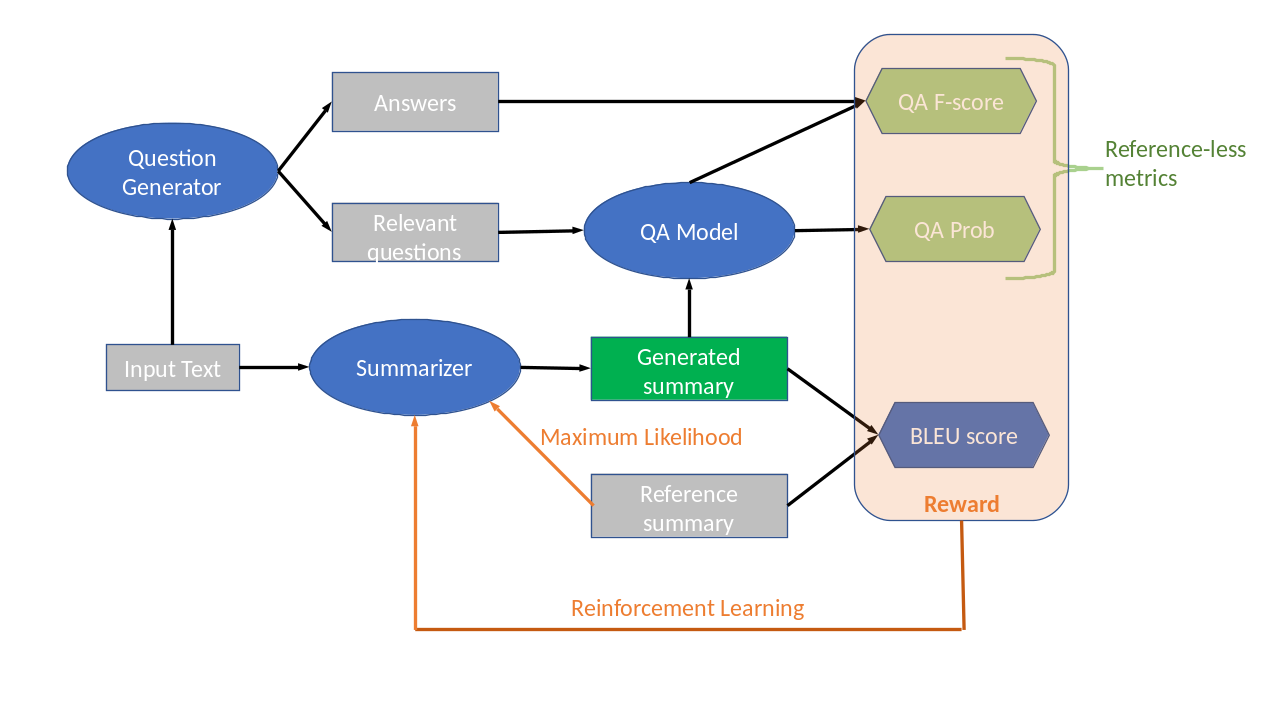 Answers
QA F-score
Question
Generator
Reference-less
metrics
Relevant
questions
QA Model
QA Prob
Input Text
Summarizer
Generated
summary
Maximum Likelihood
BLEU score
Reference
summary
Reward
Reinforcement Learning